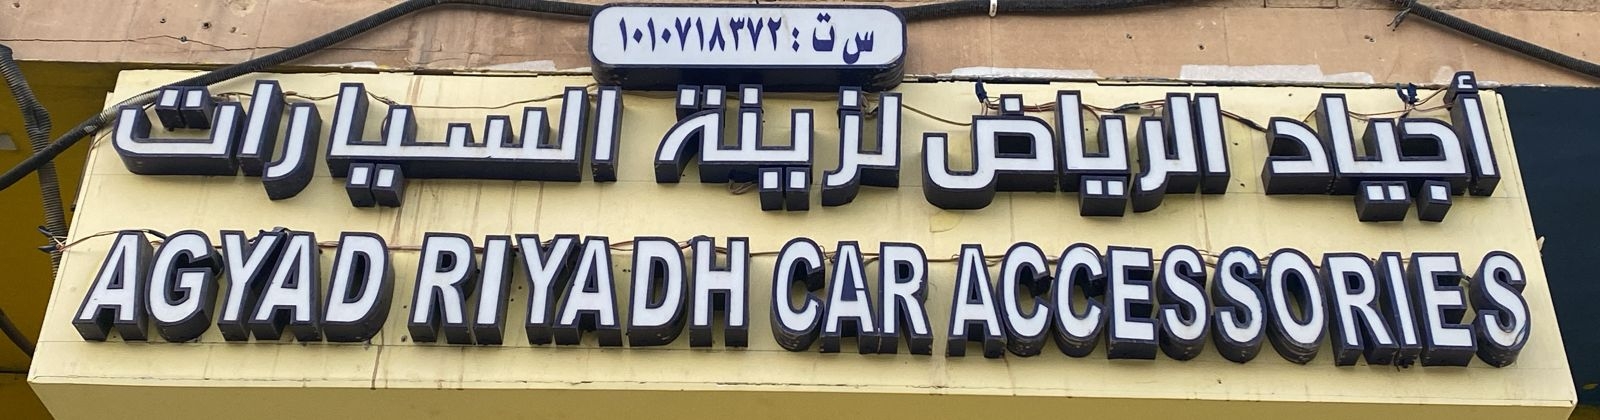 س ت : ١٠١٠٧١٨٣٧٢
أجياد الرياض لزينة السيارات
AGYAD RIYADH CAR ACCESSORIES